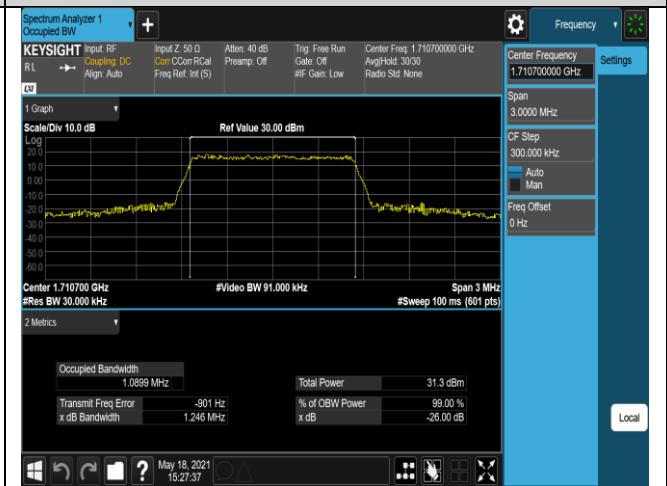 Spectrum Analyzer 1
Occupied BW
Frequency
KEYSIGHT
RL
LXI
Input: RF
Coupling: DC
Align: Auto
Input Z: 50 Ω
Corr CCorr RCal
Freq Ref: Int (S)
Atten: 40 dB
Preamp: Off
Trig: Free Run
Gate: Off
#IF Gain: Low
Center Freq: 1.710700000 GHz
Avg|Hold: 30/30
Radio Std: None
Center Frequency
1.710700000 GHz
Settings
Span
3.0000 MHz
CF Step
300.000 kHz
Auto
Man
Freq Offset
0 Hz
Local
1 Graph
Scale/Div 10.0 dB
Ref Value 30.00 dBm
Log
20.0
10.0
0.00
-10.0
-20.0
-30.0
-40.0
-50.0
-60.0
Center 1.710700 GHz
#Video BW 91.000 kHz
Span 3 MHz
#Res BW 30.000 kHz
#Sweep 100 ms (601 pts)
2 Metrics
Occupied Bandwidth
1.0899 MHz
Total Power 31.3 dBm
Transmit Freq Error -901 Hz
% of OBW Power 99.00 %
x dB Bandwidth 1.246 MHz
x dB -26.00 dB
May 18, 2021
15:27:37